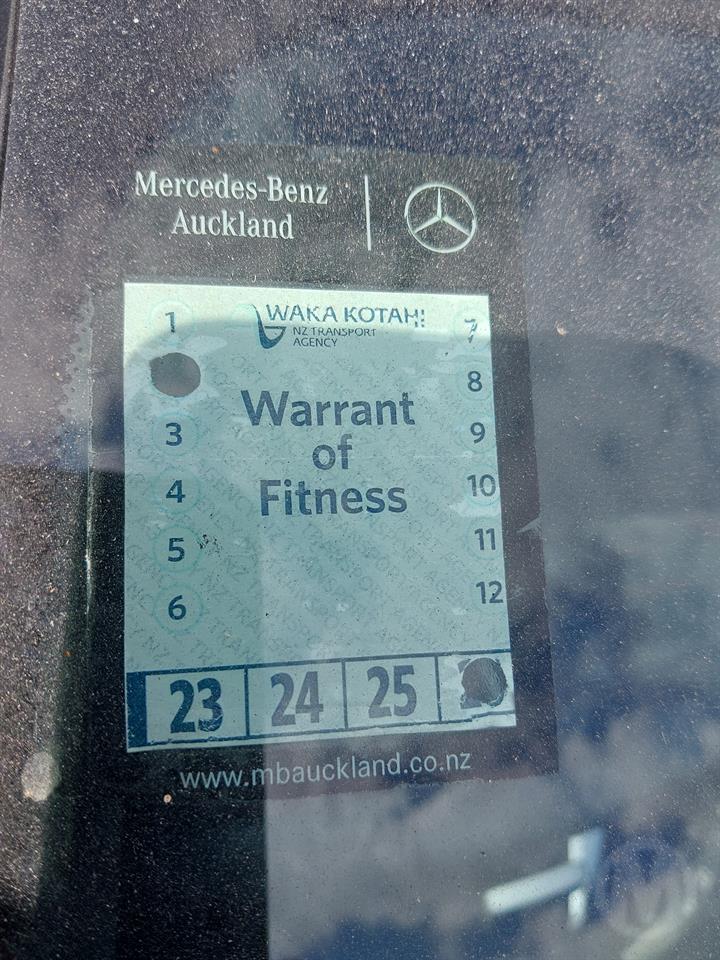 Mercedes-Benz
Auckland
WAKA KOTAHI
NZ TRANSPORT
AGENCY
Warrant
of
Fitness
1
3
4
5
6
7
8
9
10
11
12
23 24 25
www.mbauckland.co.nz